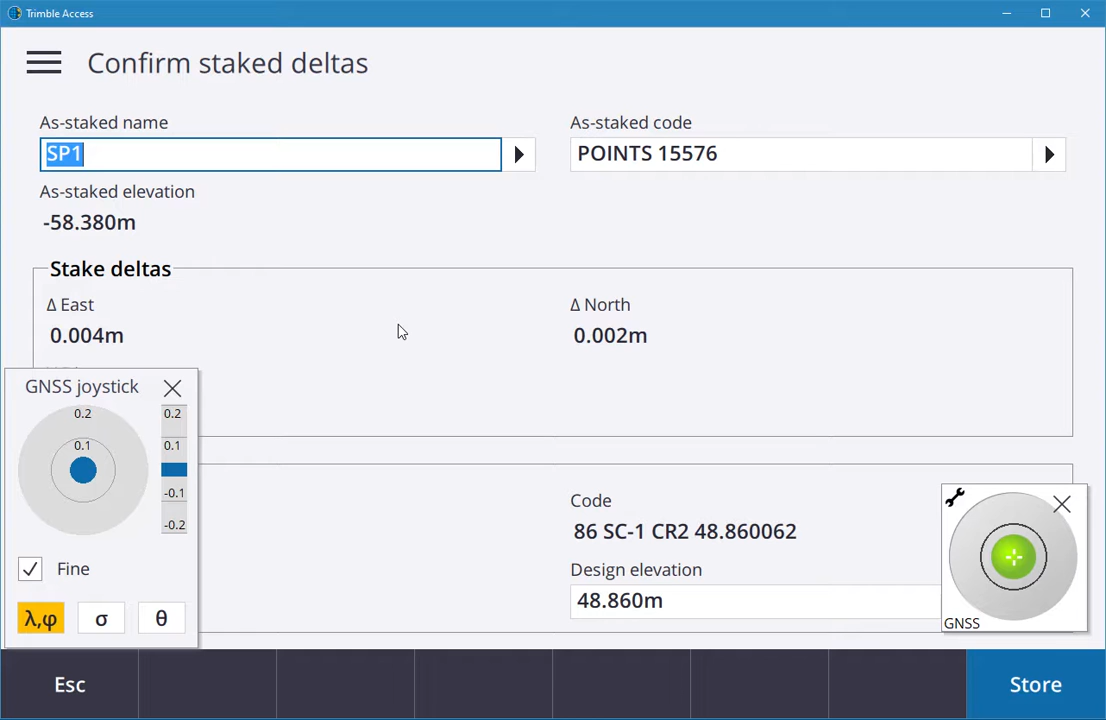 Trimble Access
Confirm staked deltas
As-staked name
As-staked code
SP1
POINTS 15576
As-staked elevation
-58.380m
Stake deltas
Δ East
Δ North
0.004m
0.002m
GNSS joystick
0.2
0.2
0.1
0.1
-0.1
-0.2
Fine
λ,φ
σ
θ
Code
86 SC-1 CR2 48.860062
Design elevation
48.860m
GNSS
Esc
Store